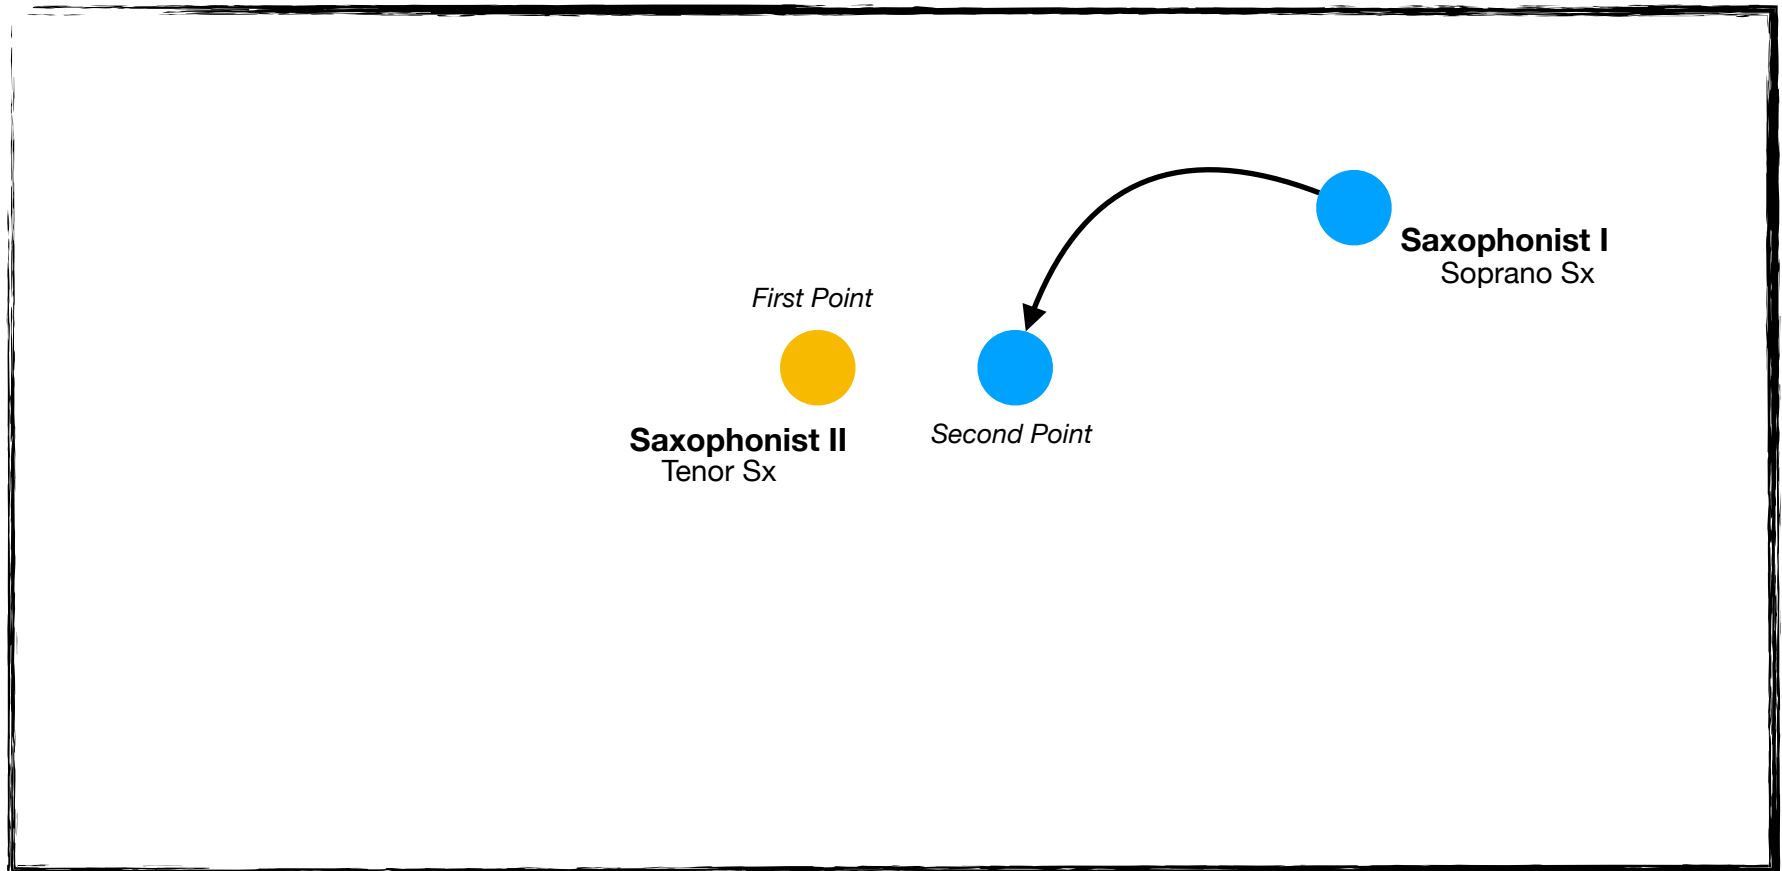 Saxophonist I
Soprano Sx
First Point
Second Point
Saxophonist II
Tenor Sx